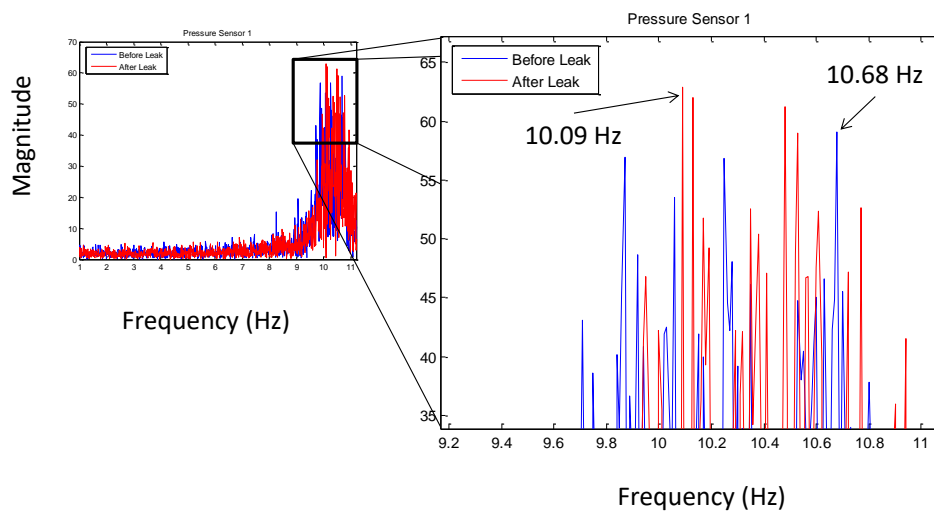 Pressure Sensor 1
Before Leak
After Leak
70
60
50
40
30
20
10
0
1 2 3 4 5 6 7 8 9 10 11
Magnitude
Frequency (Hz)
Pressure Sensor 1
Before Leak
After Leak
10.09 Hz
10.68 Hz
65
60
55
50
45
40
35
9.2 9.4 9.6 9.8 10 10.2 10.4 10.6 10.8 11
Frequency (Hz)